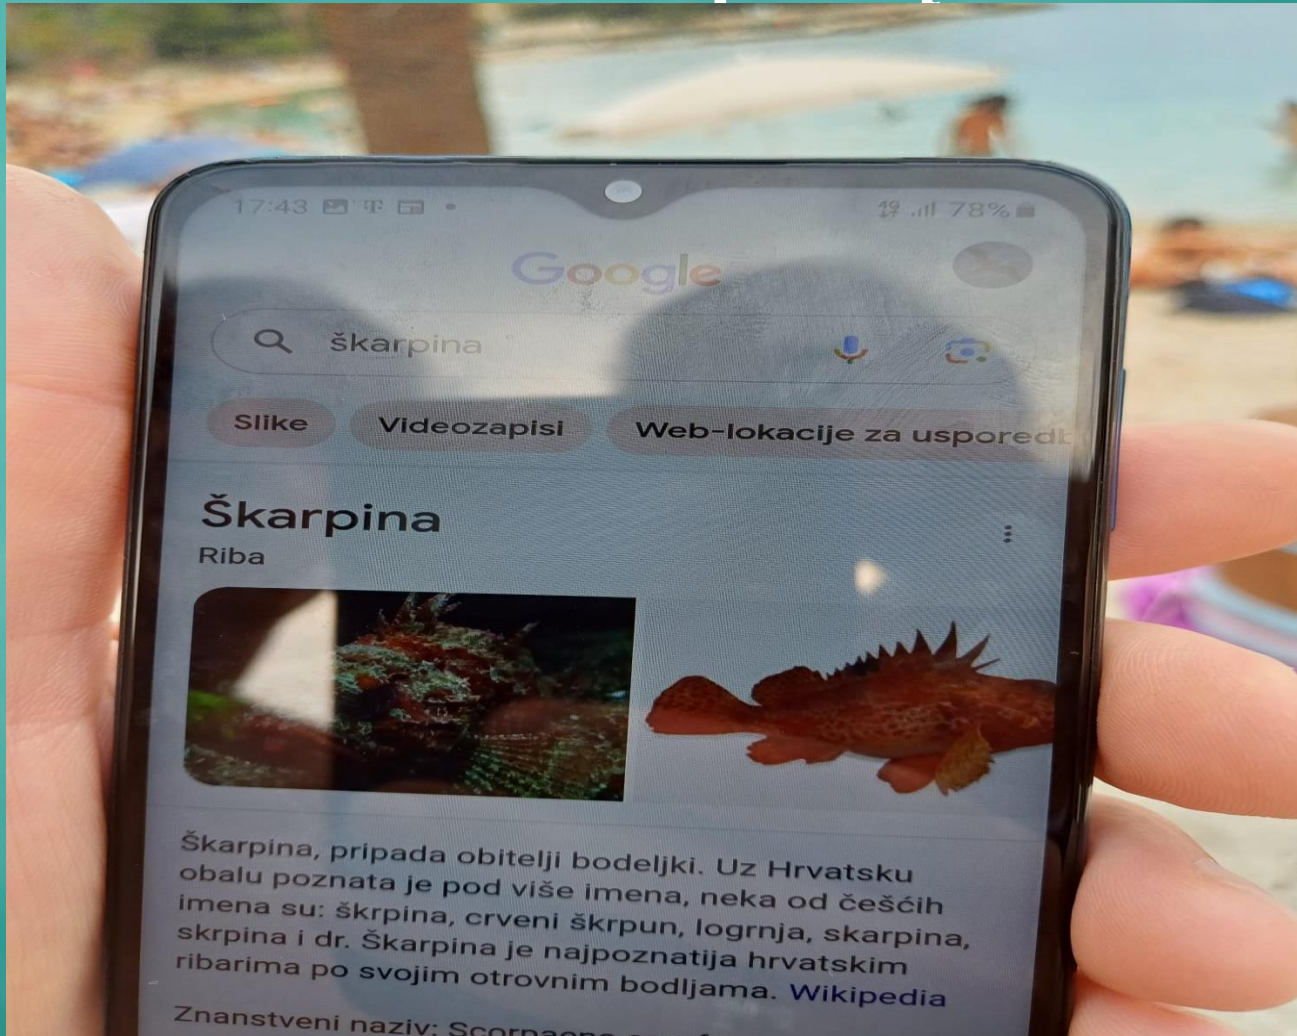 17:43
4G 78%
Google
škarpina
Slike Videozapisi Web-lokacije za usporedb
Škarpina
Riba
Škarpina, pripada obitelji bodeljki. Uz Hrvatsku
obalu poznata je pod više imena, neka od češćih
imena su: škrpina, crveni škrpun, logrnja, skarpina,
skrpina i dr. Škarpina je najpoznatija hrvatskim
ribarima po svojim otrovnim bodljama. Wikipedia
Znanstveni naziv: